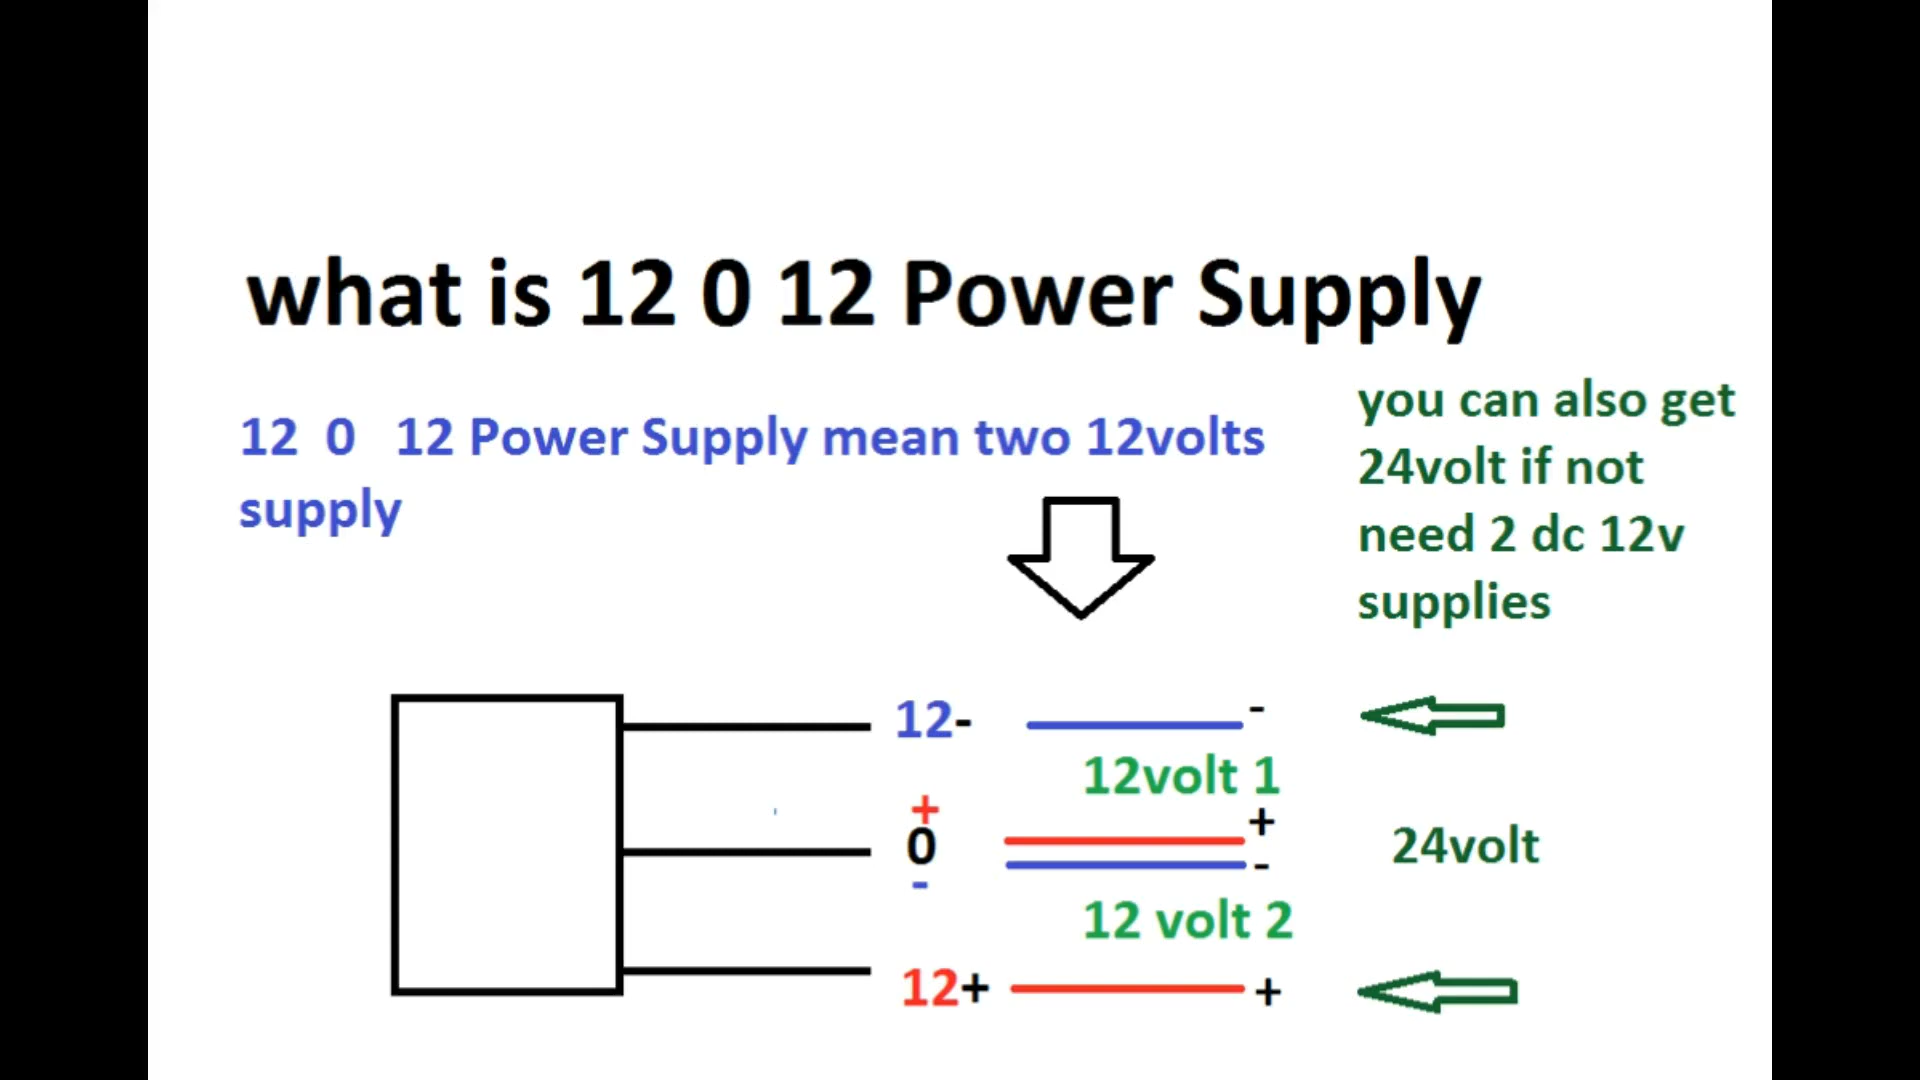 what is 12 0 12 Power Supply
12 0 12 Power Supply mean two 12volts
supply
you can also get
24volt if not
need 2 dc 12v
supplies
12- -
12volt 1
+
0
-
+
-
24volt
12 volt 2
12+ +